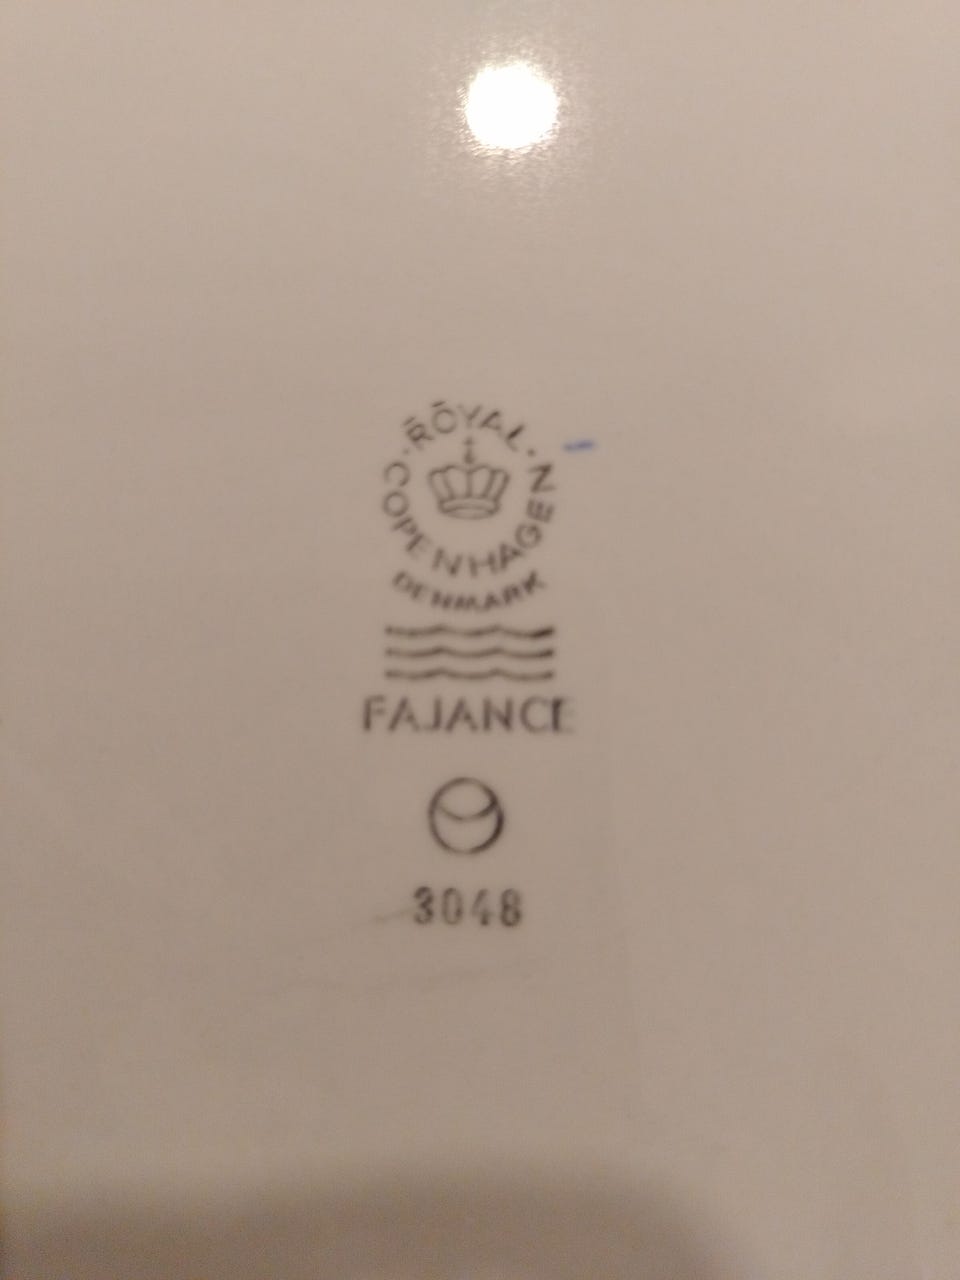 ROYAL
COPENHAGEN
DENMARK
FAJANCE
3048